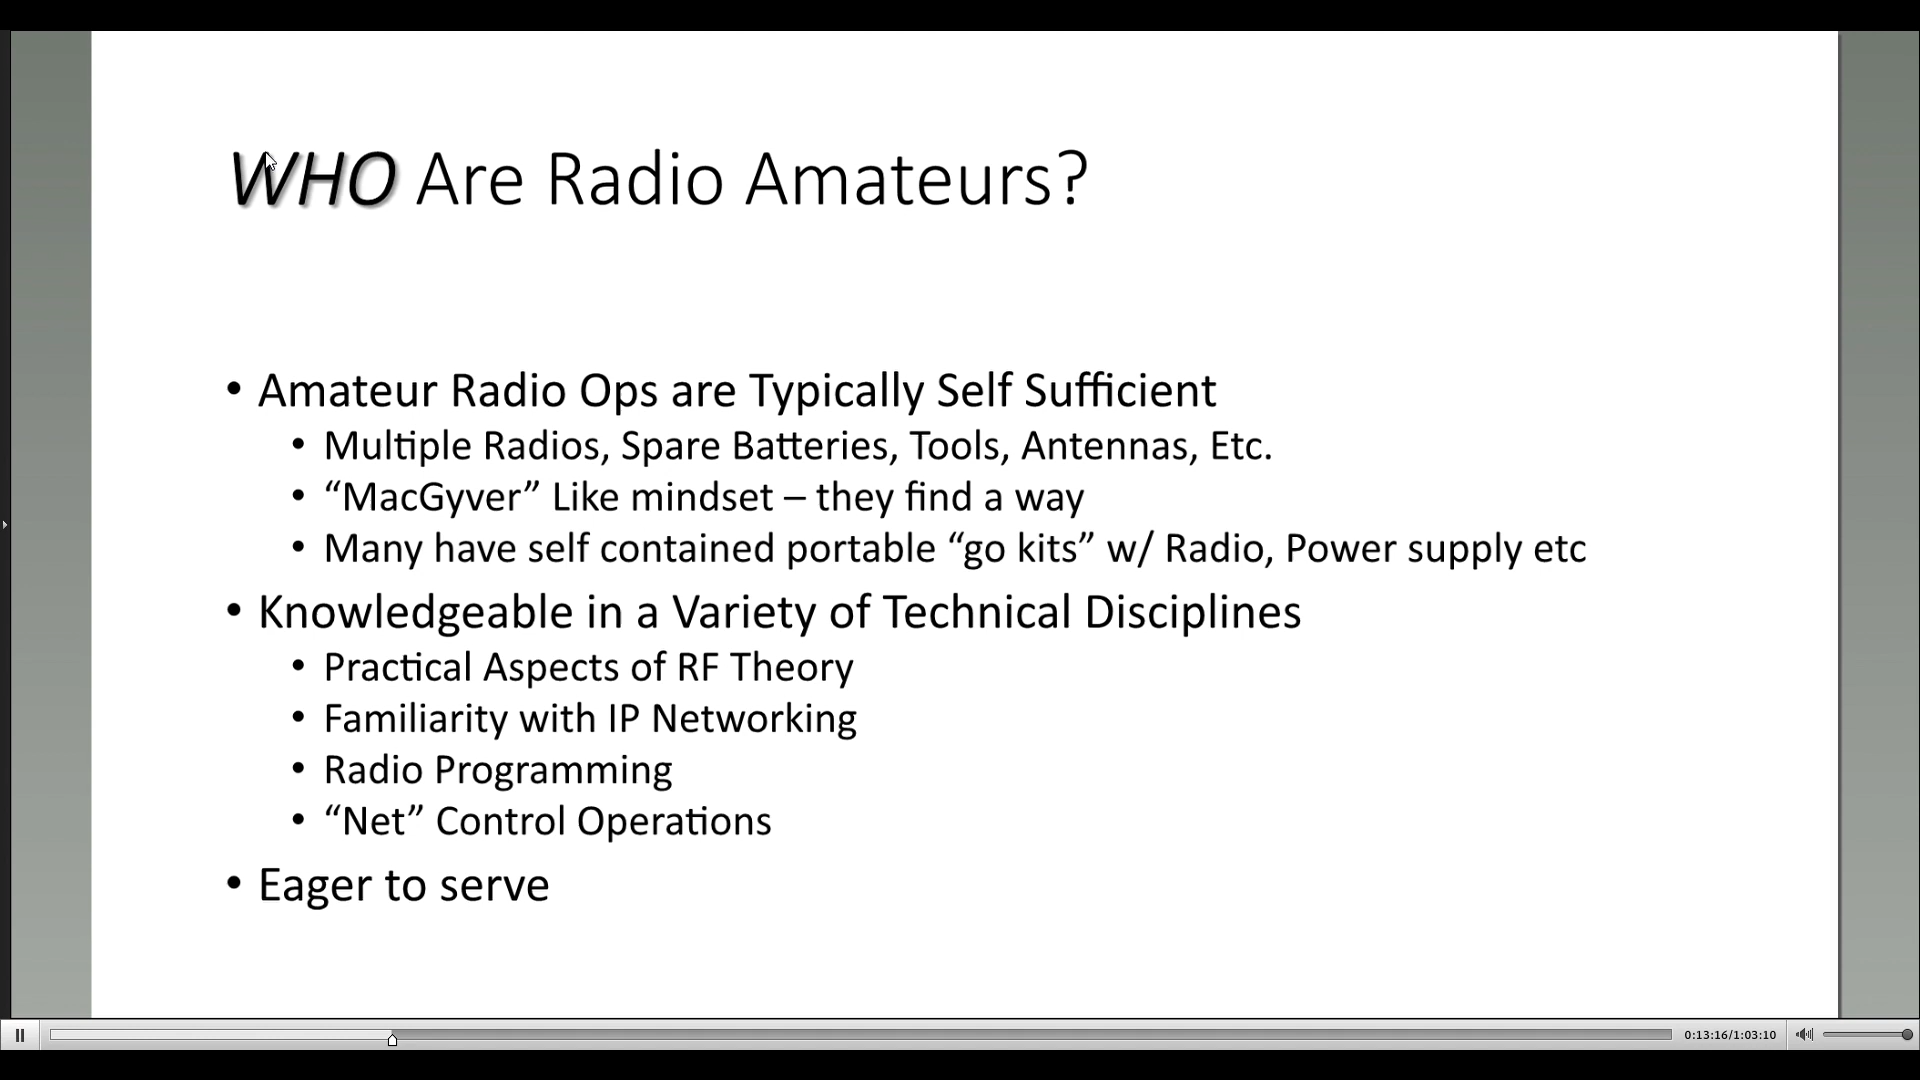 WHO Are Radio Amateurs?
• Amateur Radio Ops are Typically Self Sufficient
• Multiple Radios, Spare Batteries, Tools, Antennas, Etc.
• “MacGyver” Like mindset – they find a way
• Many have self contained portable “go kits” w/ Radio, Power supply etc
• Knowledgeable in a Variety of Technical Disciplines
• Practical Aspects of RF Theory
• Familiarity with IP Networking
• Radio Programming
• “Net” Control Operations
• Eager to serve
0:13:16/1:03:10